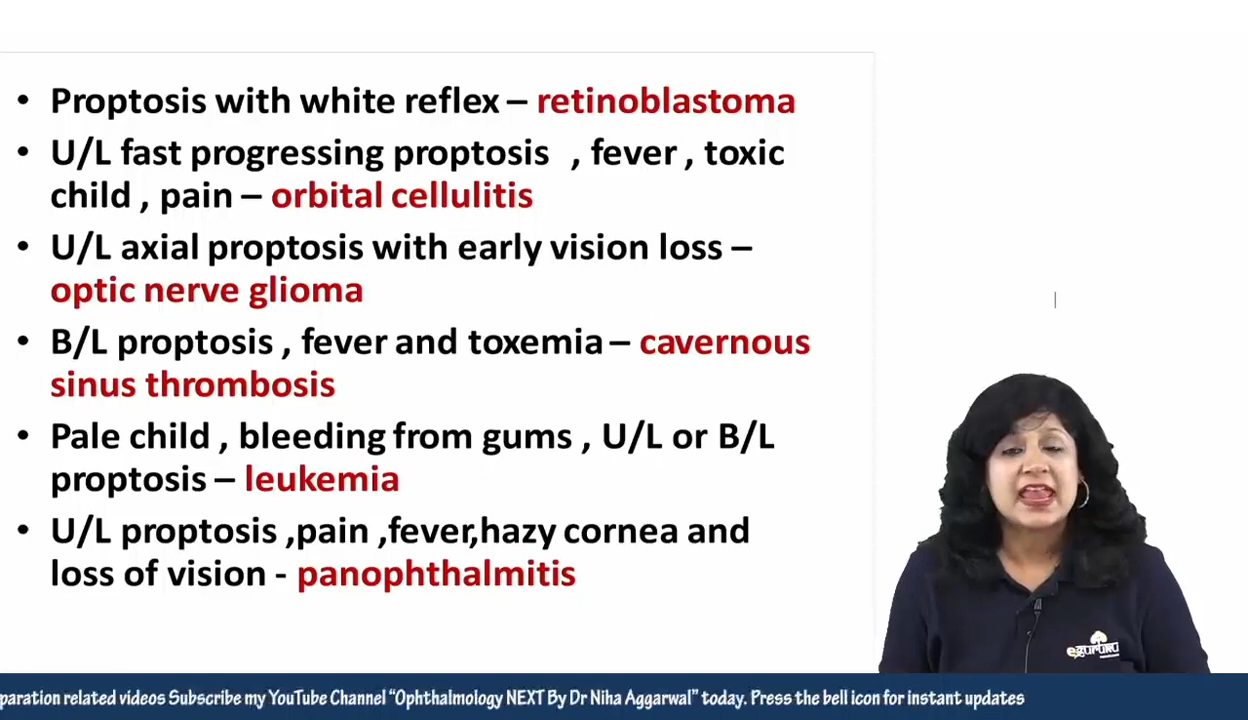 • Proptosis with white reflex – retinoblastoma
• U/L fast progressing proptosis , fever , toxic
child , pain – orbital cellulitis
• U/L axial proptosis with early vision loss –
optic nerve glioma
• B/L proptosis , fever and toxemia – cavernous
sinus thrombosis
• Pale child , bleeding from gums , U/L or B/L
proptosis – leukemia
• U/L proptosis ,pain ,fever,hazy cornea and
loss of vision - panophthalmitis
paration related videos Subscribe my YouTube Channel “Ophthalmology NEXT By Dr Niha Aggarwal” today. Press the bell icon for instant updates